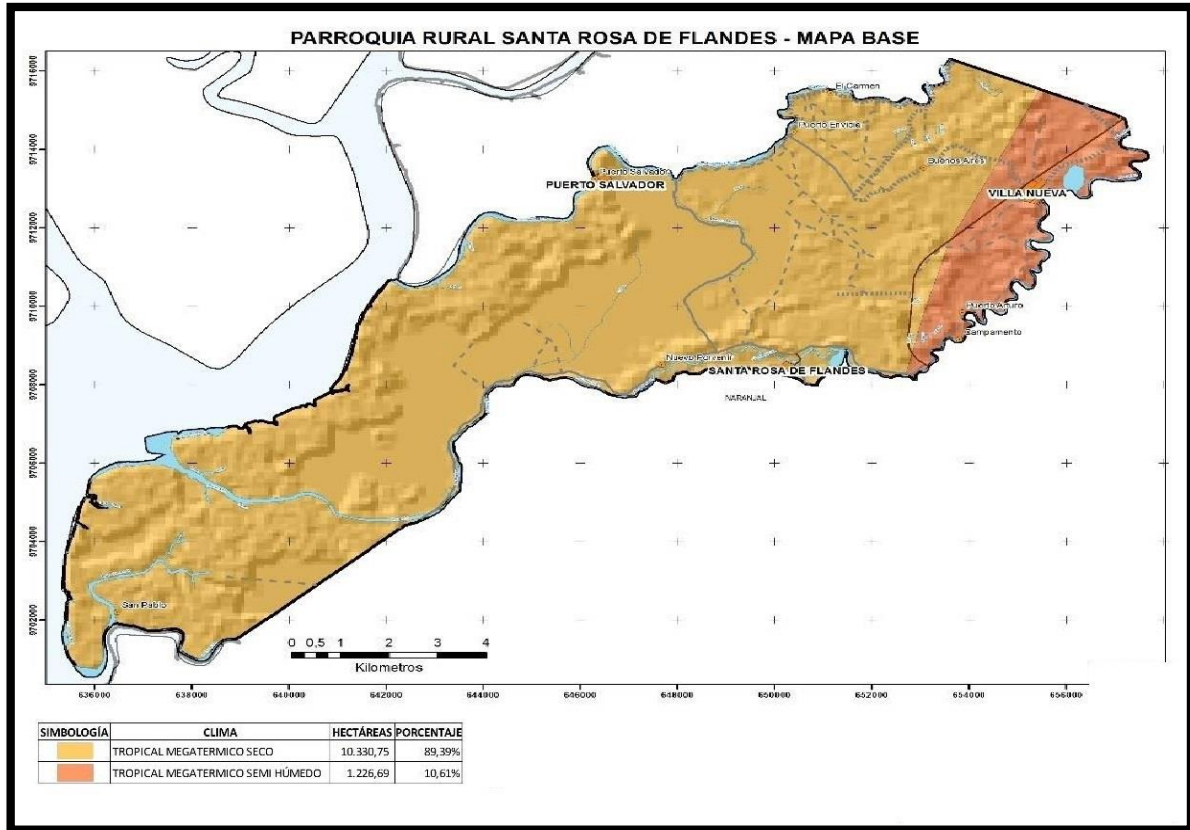 PARROQUIA RURAL SANTA ROSA DE FLANDES - MAPA BASE
9716000
El Carmen
Puerto Envidia
9714000
Buenos Aires
Puerto Salvador
PUERTO SALVADOR
VILLA NUEVA
9712000
9710000
Puerto Arturo
Campamento
Nuevo Porvenir
SANTA ROSA DE FLANDES
9708000
NARANJAL
9706000
9704000
San Pablo
9702000
0 0,5 1 2 3 4
Kilometros
636000 638000 640000 642000 644000 646000 648000 650000 652000 654000 656000
SIMBOLOGÍA CLIMA HECTÁREAS PORCENTAJE
TROPICAL MEGATERMICO SECO 10.330,75 89,39%
TROPICAL MEGATERMICO SEMI HÚMEDO 1.226,69 10,61%